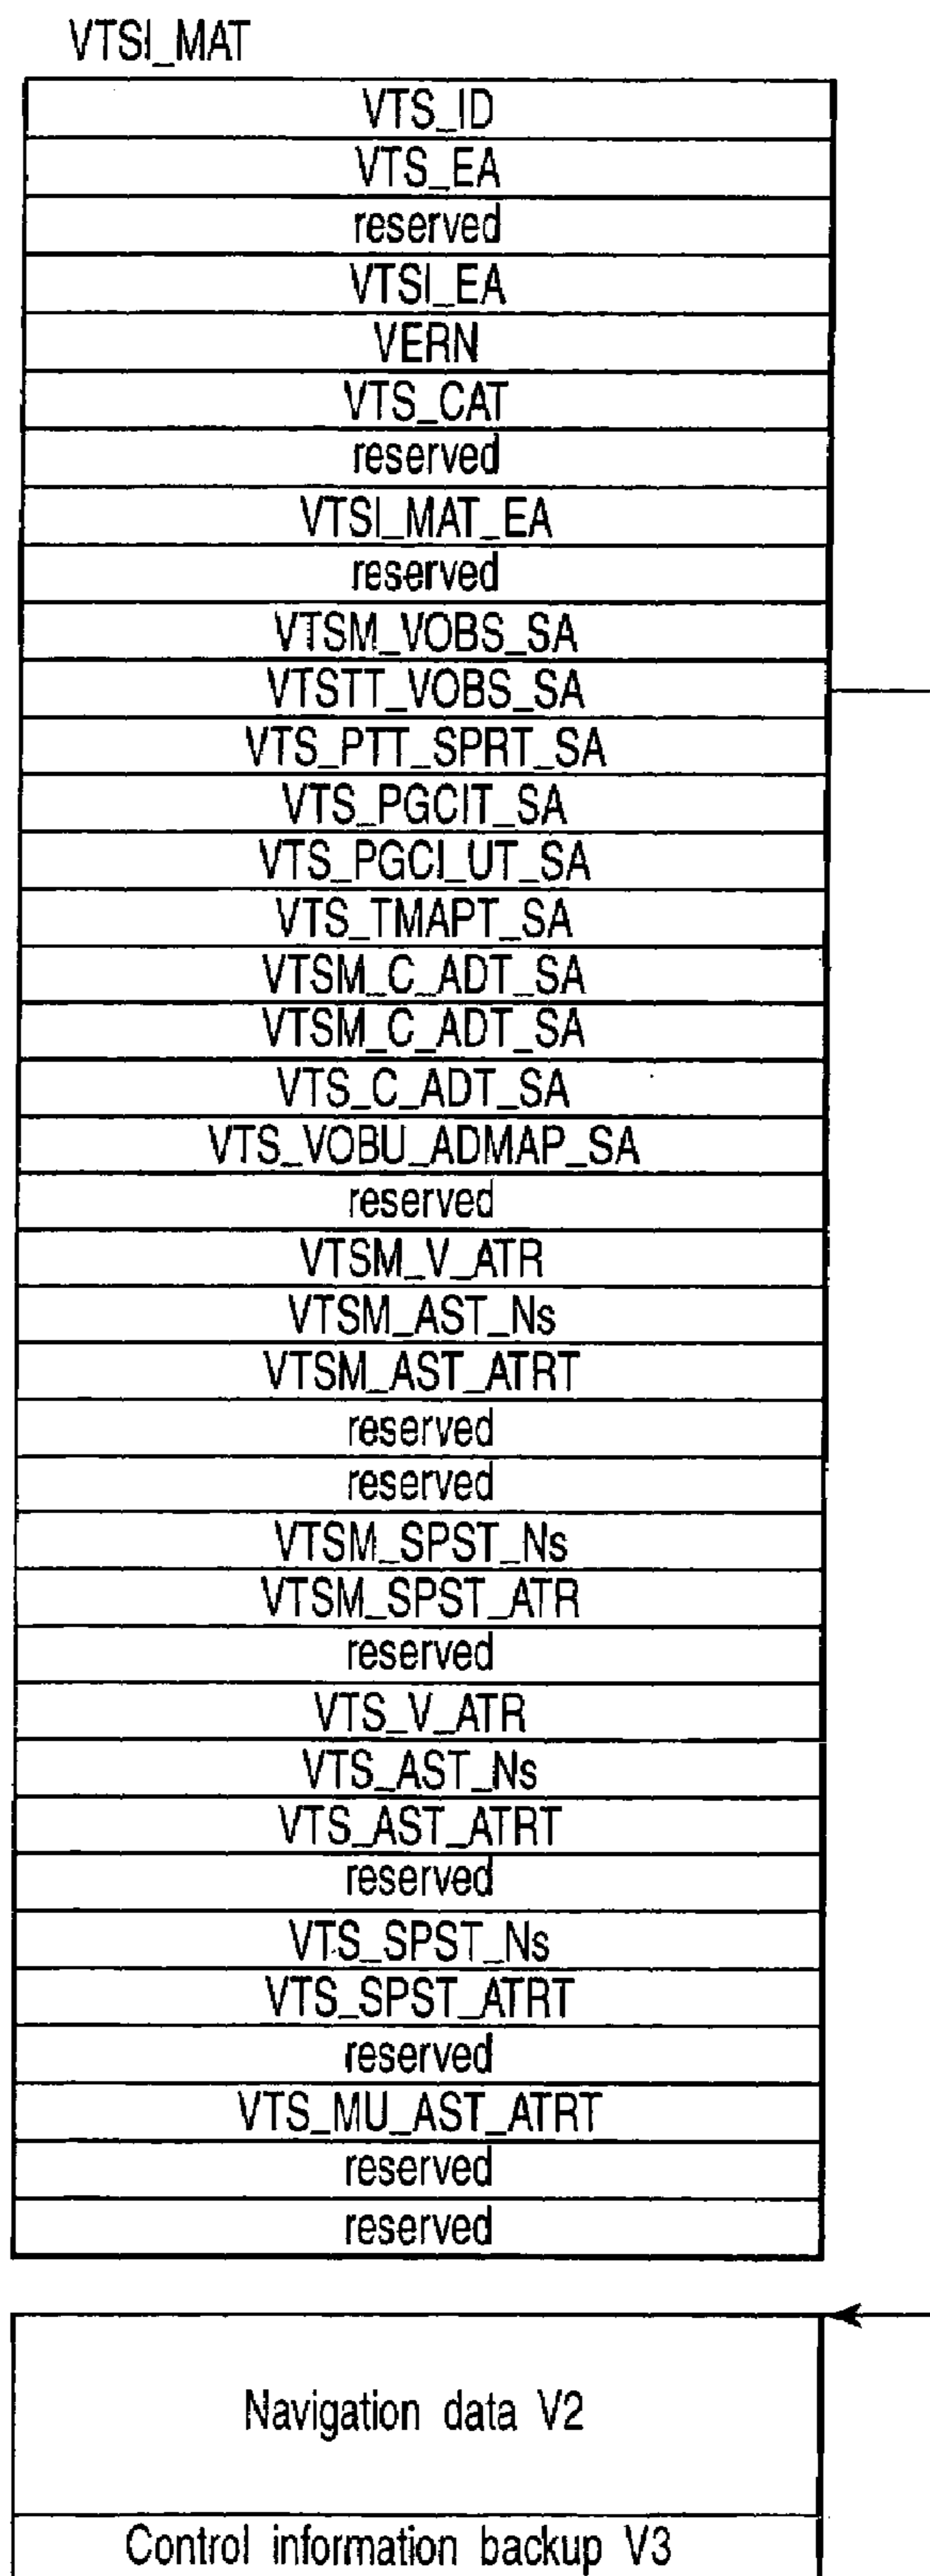 VTSI_MAT
VTS_ID
VTS_EA
reserved
VTSI_EA
VERN
VTS_CAT
reserved
VTSI_MAT_EA
reserved
VTSM_VOBS_SA
VTSTT_VOBS_SA
VTS_PTT_SPRT_SA
VTS_PGCIT_SA
VTS_PGCI_UT_SA
VTS_TMAPT_SA
VTSM_C_ADT_SA
VTSM_C_ADT_SA
VTS_C_ADT_SA
VTS_VOBU_ADMAP_SA
reserved
VTSM_V_ATR
VTSM_AST_Ns
VTSM_AST_ATRT
reserved
reserved
VTSM_SPST_Ns
VTSM_SPST_ATR
reserved
VTS_V_ATR
VTS_AST_Ns
VTS_AST_ATRT
reserved
VTS_SPST_Ns
VTS_SPST_ATRT
reserved
VTS_MU_AST_ATRT
reserved
reserved
Navigation data V2
Control information backup V3